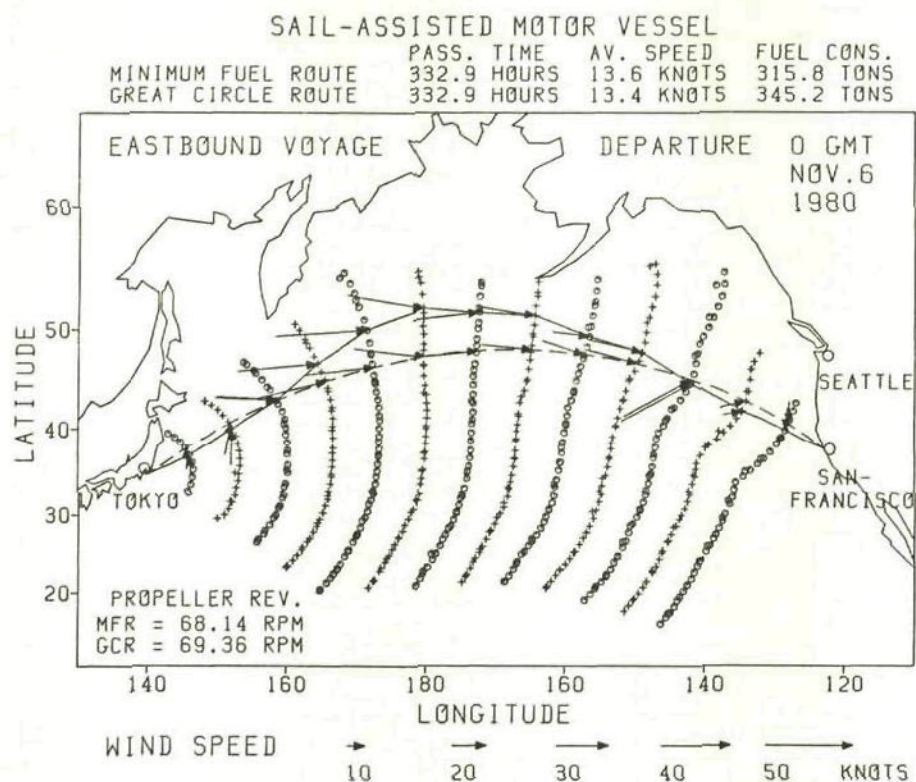 SAIL-ASSISTED MOTOR VESSEL
PASS. TIME AV. SPEED FUEL CONS.
MINIMUM FUEL ROUTE 332.9 HOURS 13.6 KNOTS 315.8 TONS
GREAT CIRCLE ROUTE 332.9 HOURS 13.4 KNOTS 345.2 TONS
EASTBOUND VOYAGE DEPARTURE 0 GMT
NOV.6
1980
60
50
40
30
20
LATITUDE
SEATTLE
SAN-
FRANCISCO
TOKYO
PROPELLER REV.
MFR = 68.14 RPM
GCR = 69.36 RPM
140 160 180 160 140 120
LONGITUDE
WIND SPEED
10 20 30 40 50 KNOTS